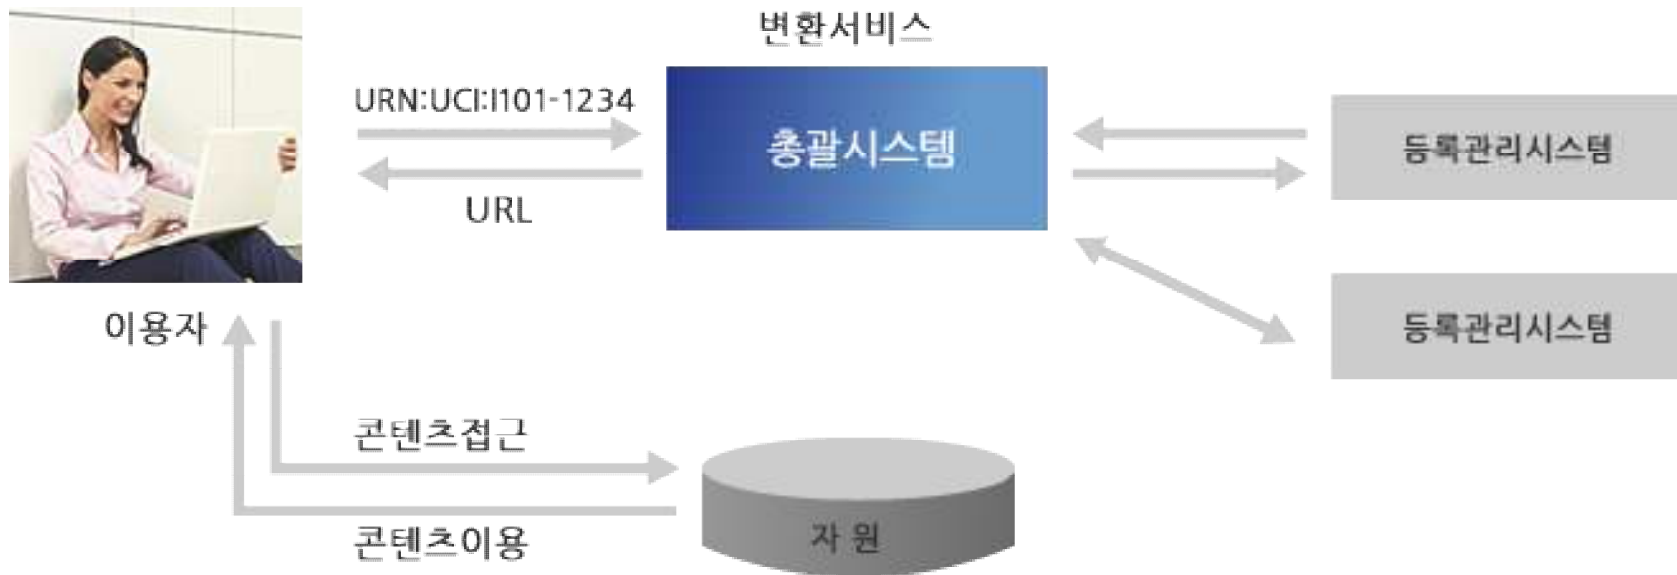 변환서비스
URN:UCI:I101-1234
총괄시스템
등록관리시스템
URL
이용자
등록관리시스템
콘텐츠접근
자 원
콘텐츠이용